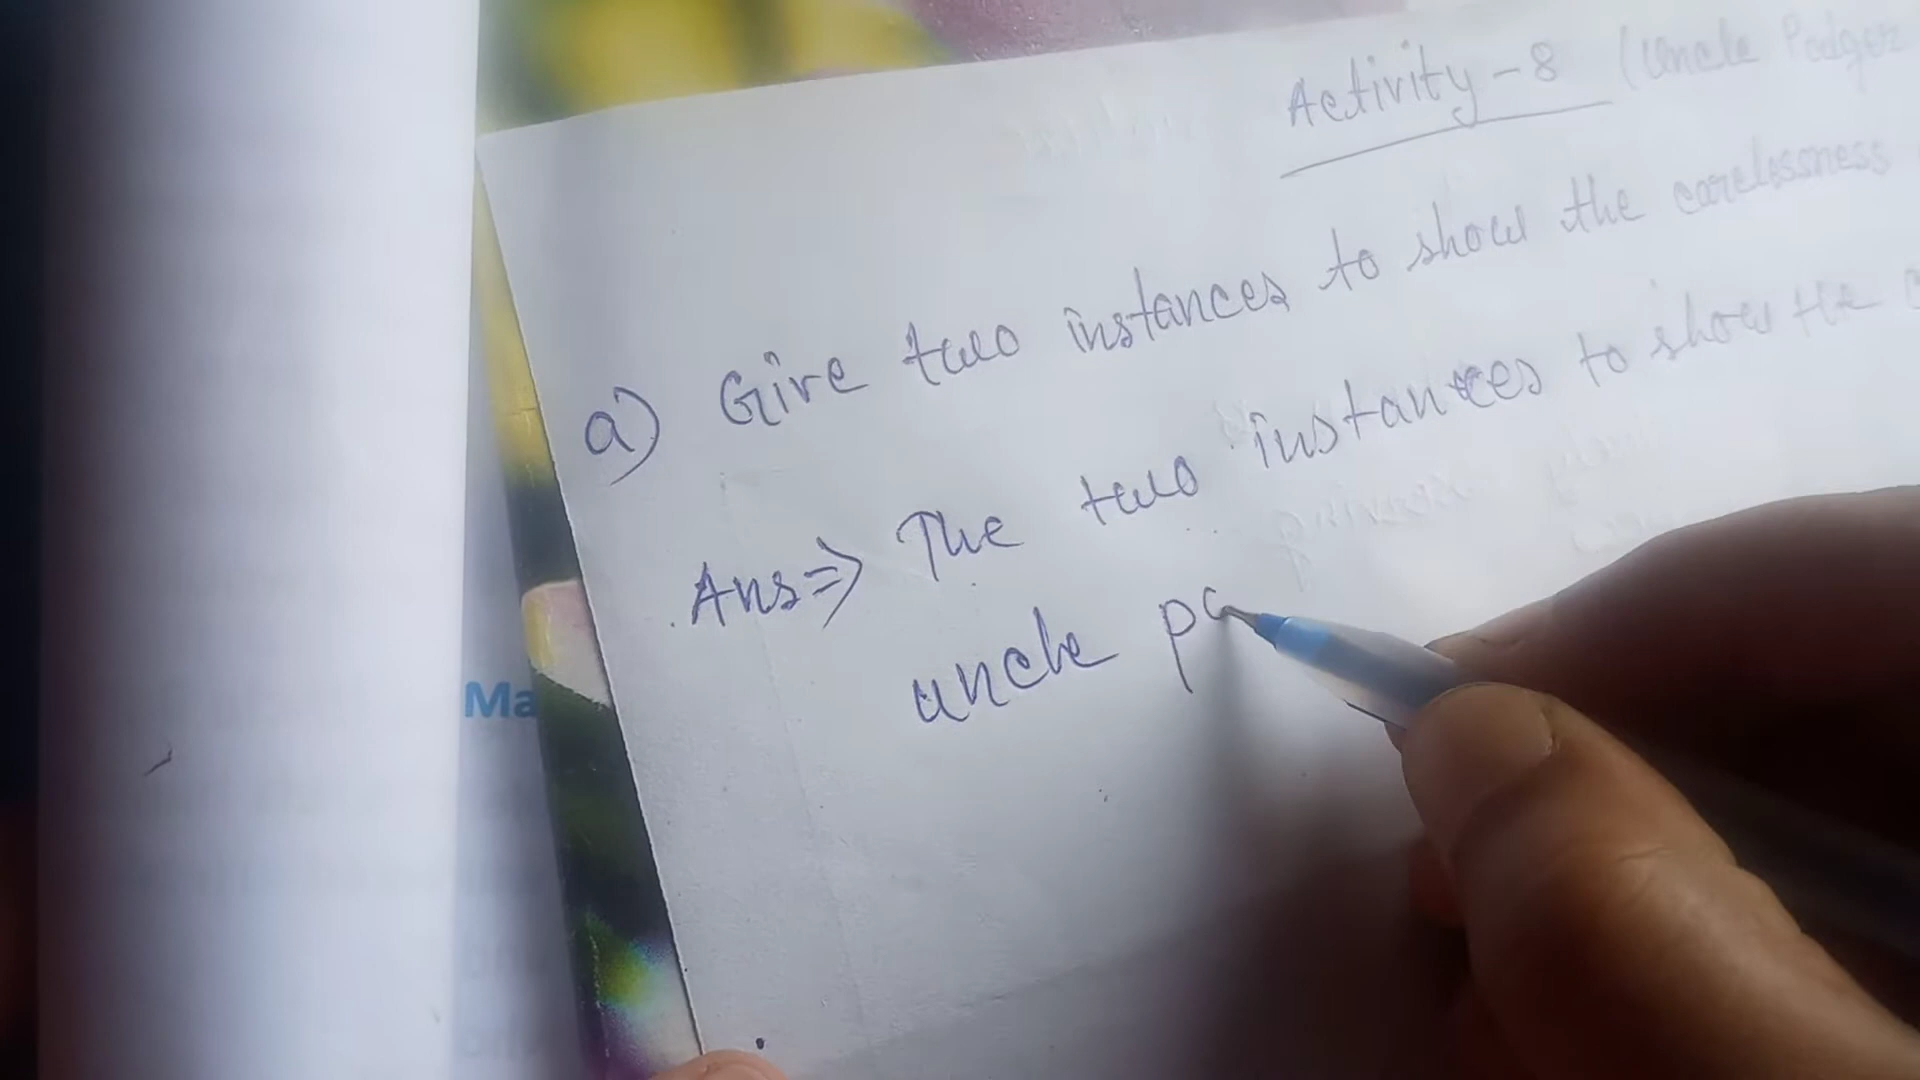 Activity - 8 (Uncle Podger
a) Give two instances to show the carelessness
Ans⇒ The two instances to show the
uncle po
Ma